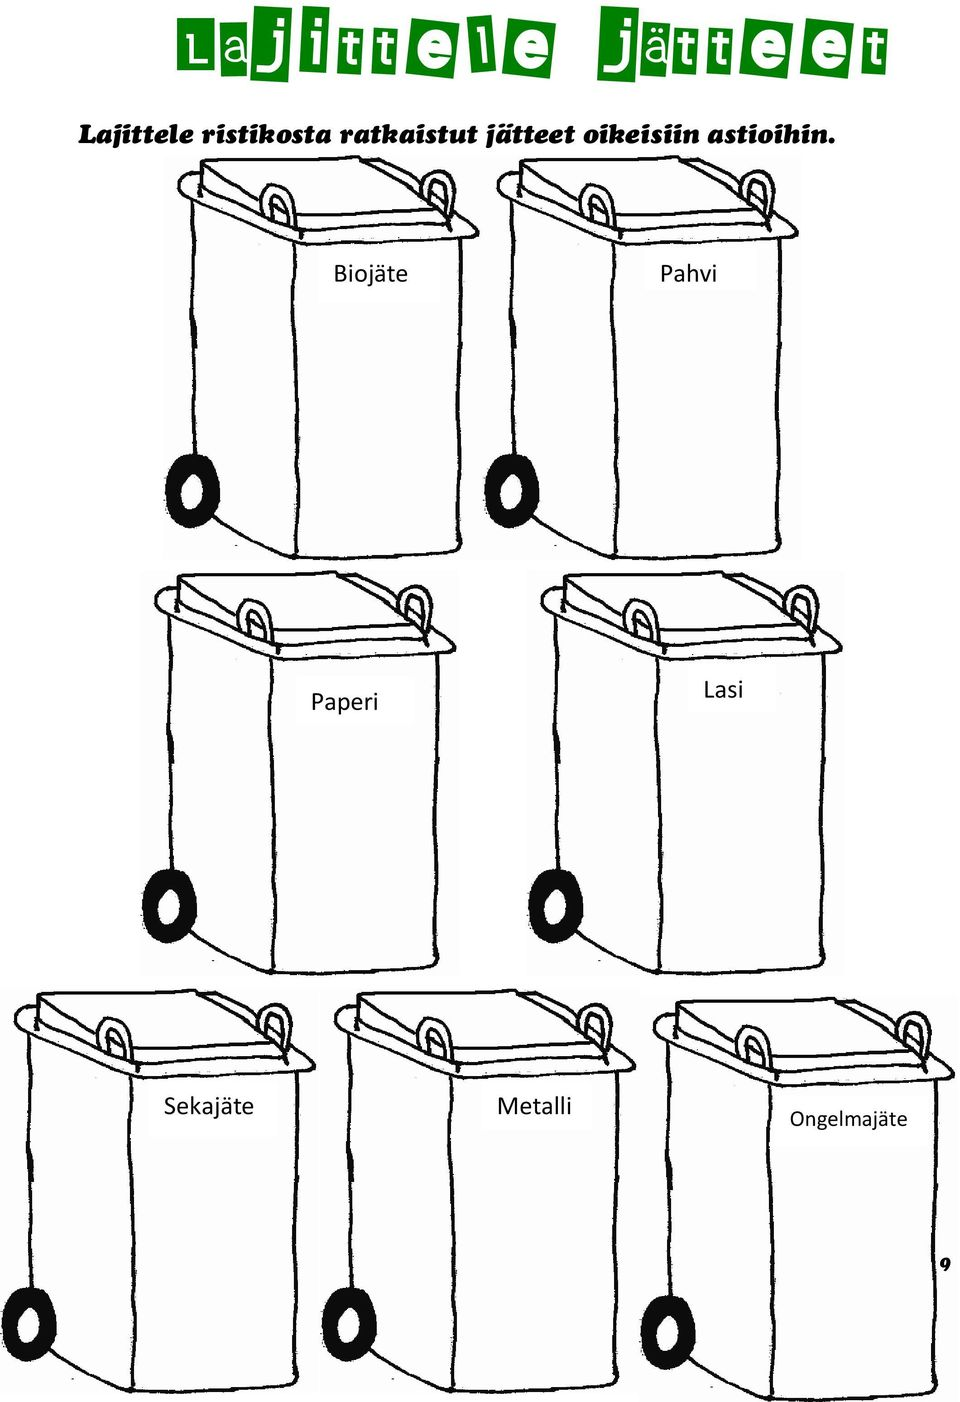 Lajittele jätteet
Lajittele ristikosta ratkaistut jätteet oikeisiin astioihin.
Biojäte
Pahvi
Paperi
Lasi
Sekajäte
Metalli
Ongelmajäte
9